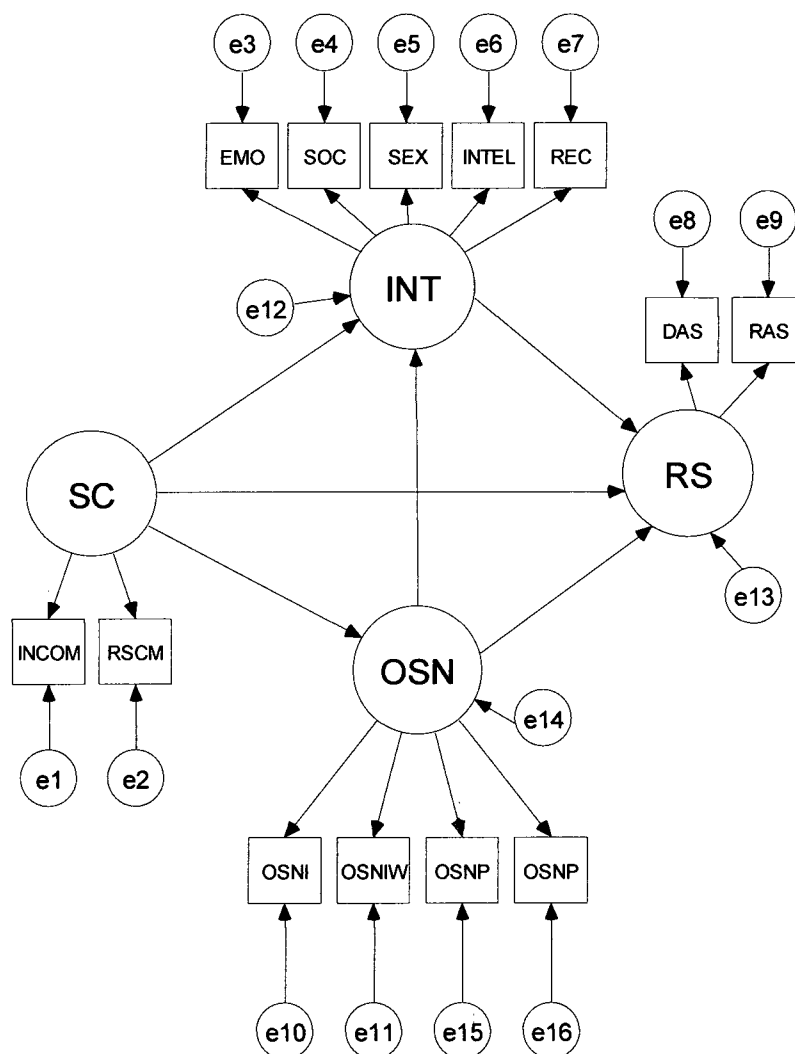 e3 e4 e5 e6 e7
EMO SOC SEX INTEL REC
e8 e9
INT
e12
DAS RAS
SC
RS
e13
INCOM RSCM
OSN
e14
e1 e2
OSNI OSNIW OSNP OSNP
e10 e11 e15 e16